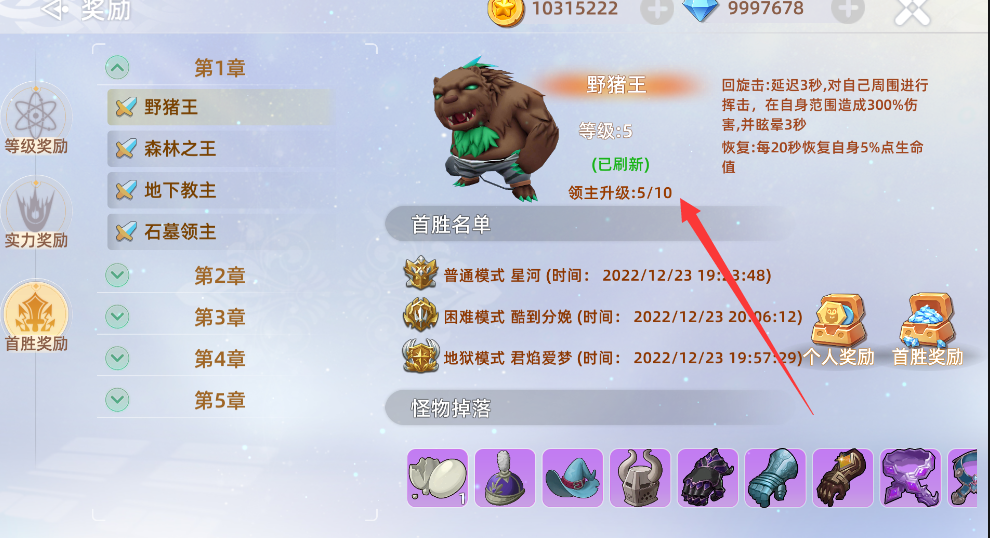 奖励
10315222
9997678
等级奖励
实力奖励
首胜奖励
第1章
野猪王
森林之王
地下教主
石墓领主
第2章
第3章
第4章
第5章
野猪王
等级:5
(已刷新)
领主升级:5/10
回旋击:延迟3秒,对自己周围进行
挥击，在自身范围造成300%伤
害,并眩晕3秒
恢复:每20秒恢复自身5%点生命
值
首胜名单
普通模式 星河 (时间： 2022/12/23 19:23:48)
困难模式 酷到分娩 (时间： 2022/12/23 20:06:12)
地狱模式 君焰爱梦 (时间： 2022/12/23 19:57:29)
个人奖励
首胜奖励
怪物掉落
1